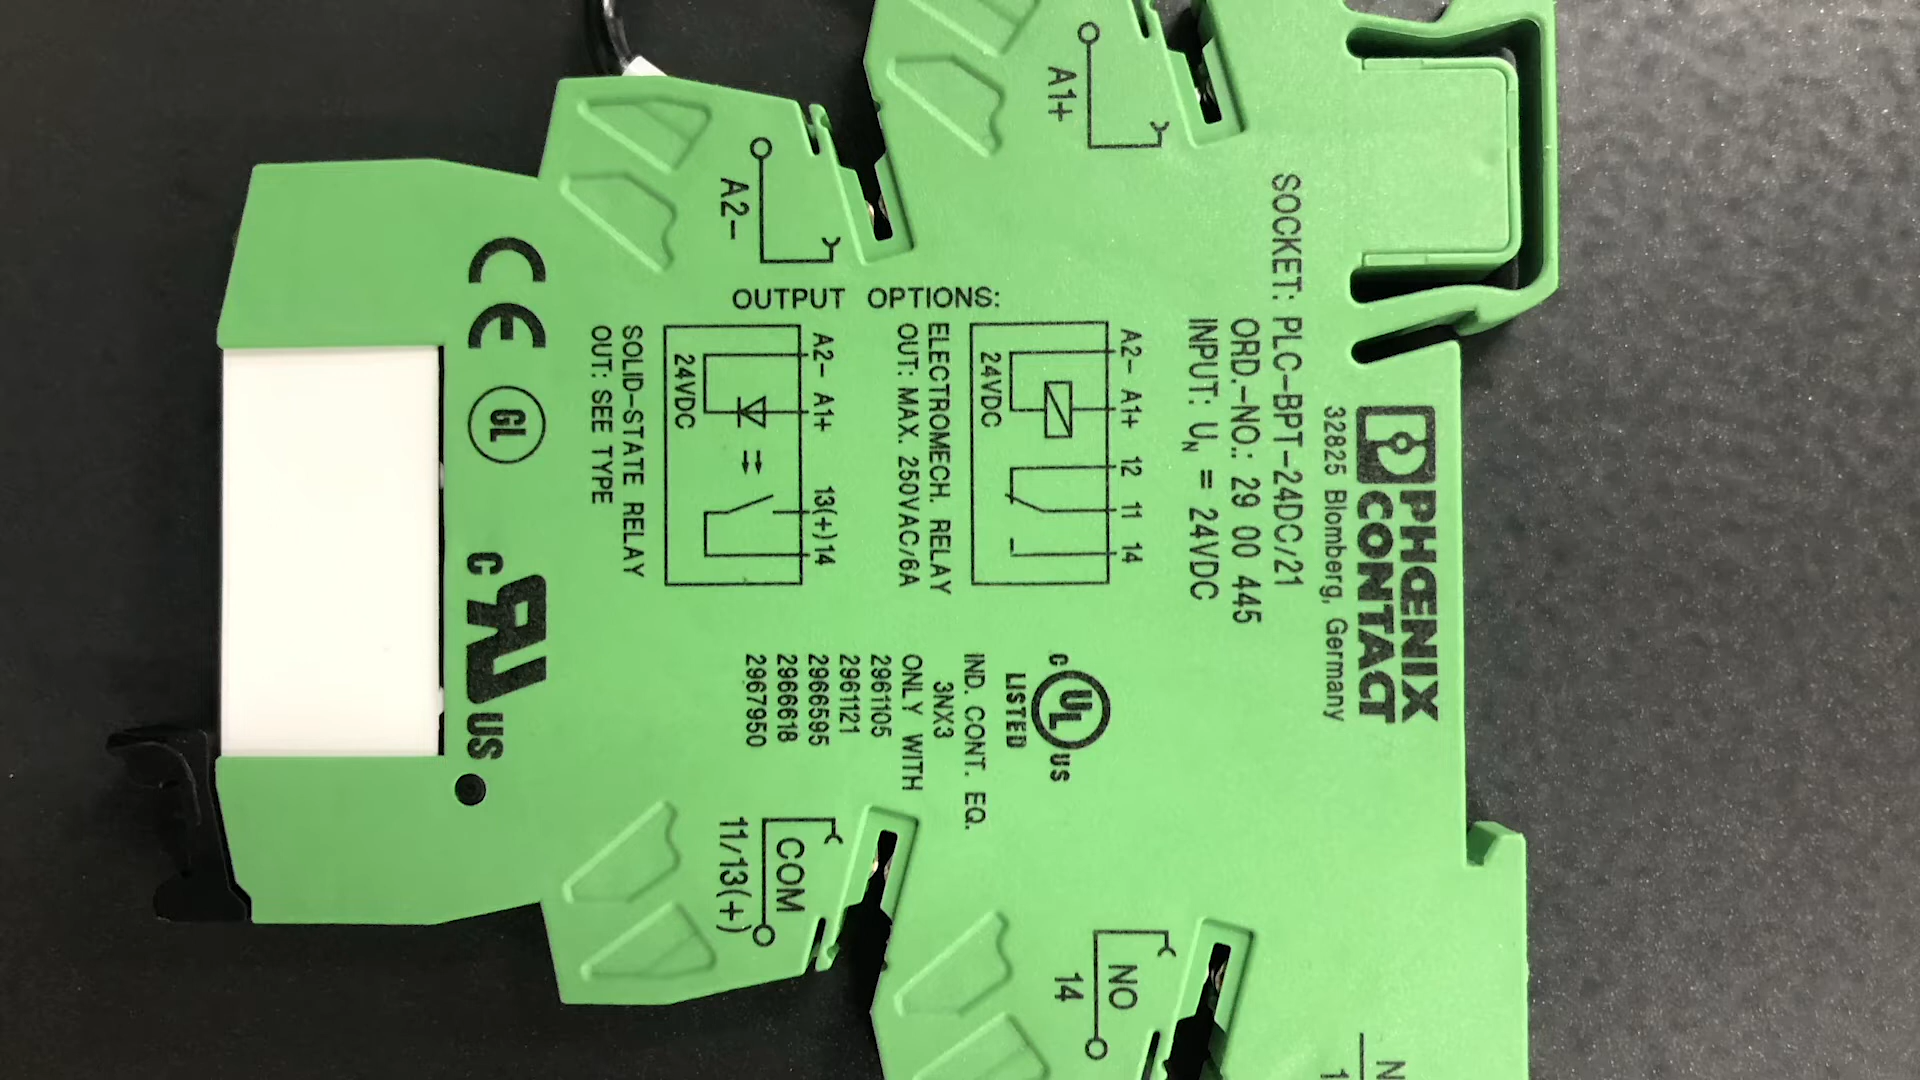 PHŒNIX
CONTACT
32825 Blomberg, Germany
SOCKET: PLC-BPT-24DC/21
ORD.-NO.: 29 00 445
INPUT: UN = 24VDC
A1+
A2- A1+ 12 11 14
24VDC
ELECTROMECH. RELAY
OUT: MAX. 250VAC/6A
OUTPUT OPTIONS:
A2- A1+ 13(+) 14
24VDC
SOLID-STATE RELAY
OUT: SEE TYPE
A2-
C UL US
LISTED
IND. CONT. EQ.
3NX3
ONLY WITH
2961105
2961121
2966595
2966618
2967950
NO
14
COM
11/13(+)
CE GL c UR US
N
1